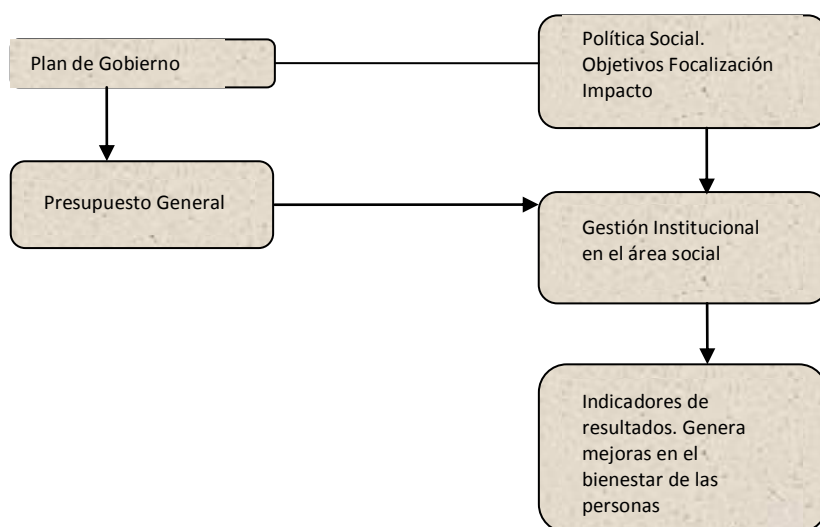 Plan de Gobierno
Política Social.
Objetivos Focalización
Impacto
Presupuesto General
Gestión Institucional
en el área social
Indicadores de
resultados. Genera
mejoras en el
bienestar de las
personas